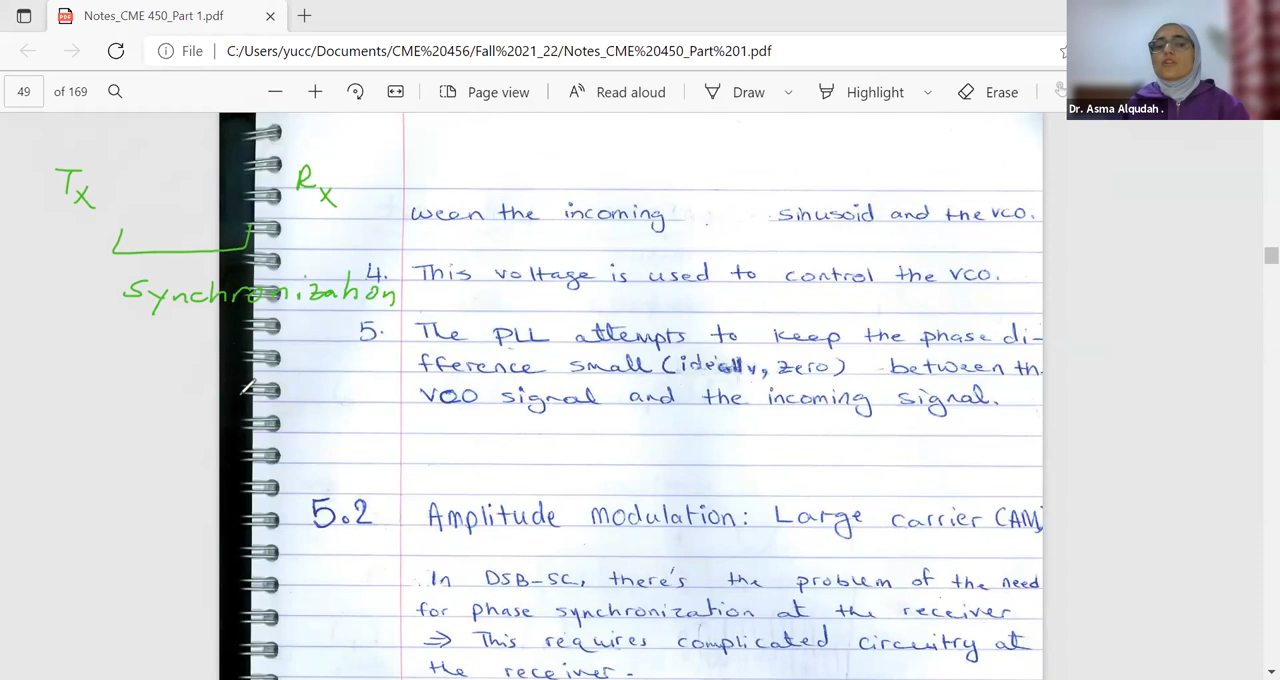 Notes_CME 450_Part 1.pdf
File C:/Users/yucc/Documents/CME%20456/Fall%2021_22/Notes_CME%20450_Part%201.pdf
49 of 169 Page view Read aloud Draw Highlight Erase
Dr. Asma Alqudah .
Tx Rx
Synchronization
ween the incoming sinusoid and the VCO.
4. This voltage is used to control the VCO.
5. The PLL attempts to keep the phase di-
fference small (ideally, zero) between th
VCO signal and the incoming signal.
5.2 Amplitude modulation: Large carrier (AM)
In DSB-SC, there's the problem of the need
for phase synchronization at the receiver
⇒ This requires complicated circuitry at
the receiver.